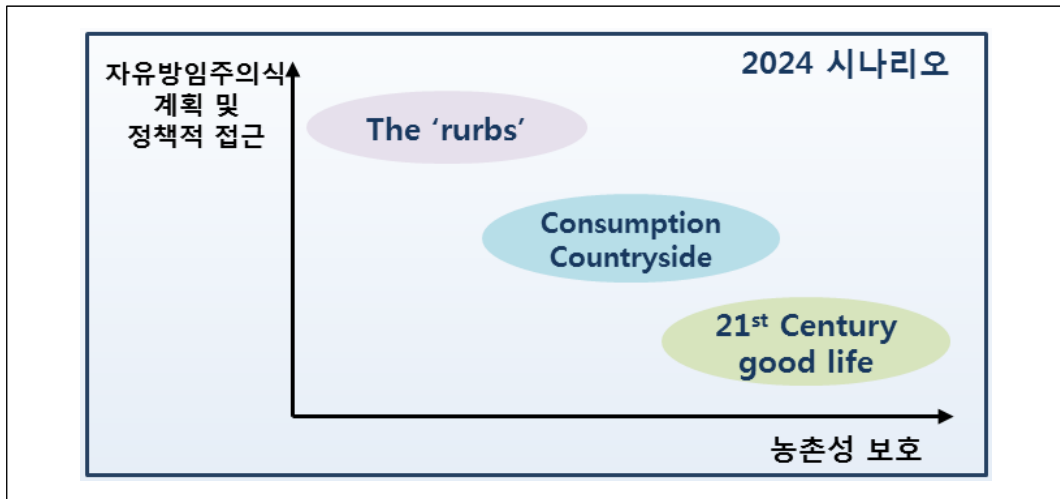 2024 시나리오
자유방임주의식
계획 및
정책적 접근
The ‘rurbs’
Consumption
Countryside
21st Century
good life
농촌성 보호